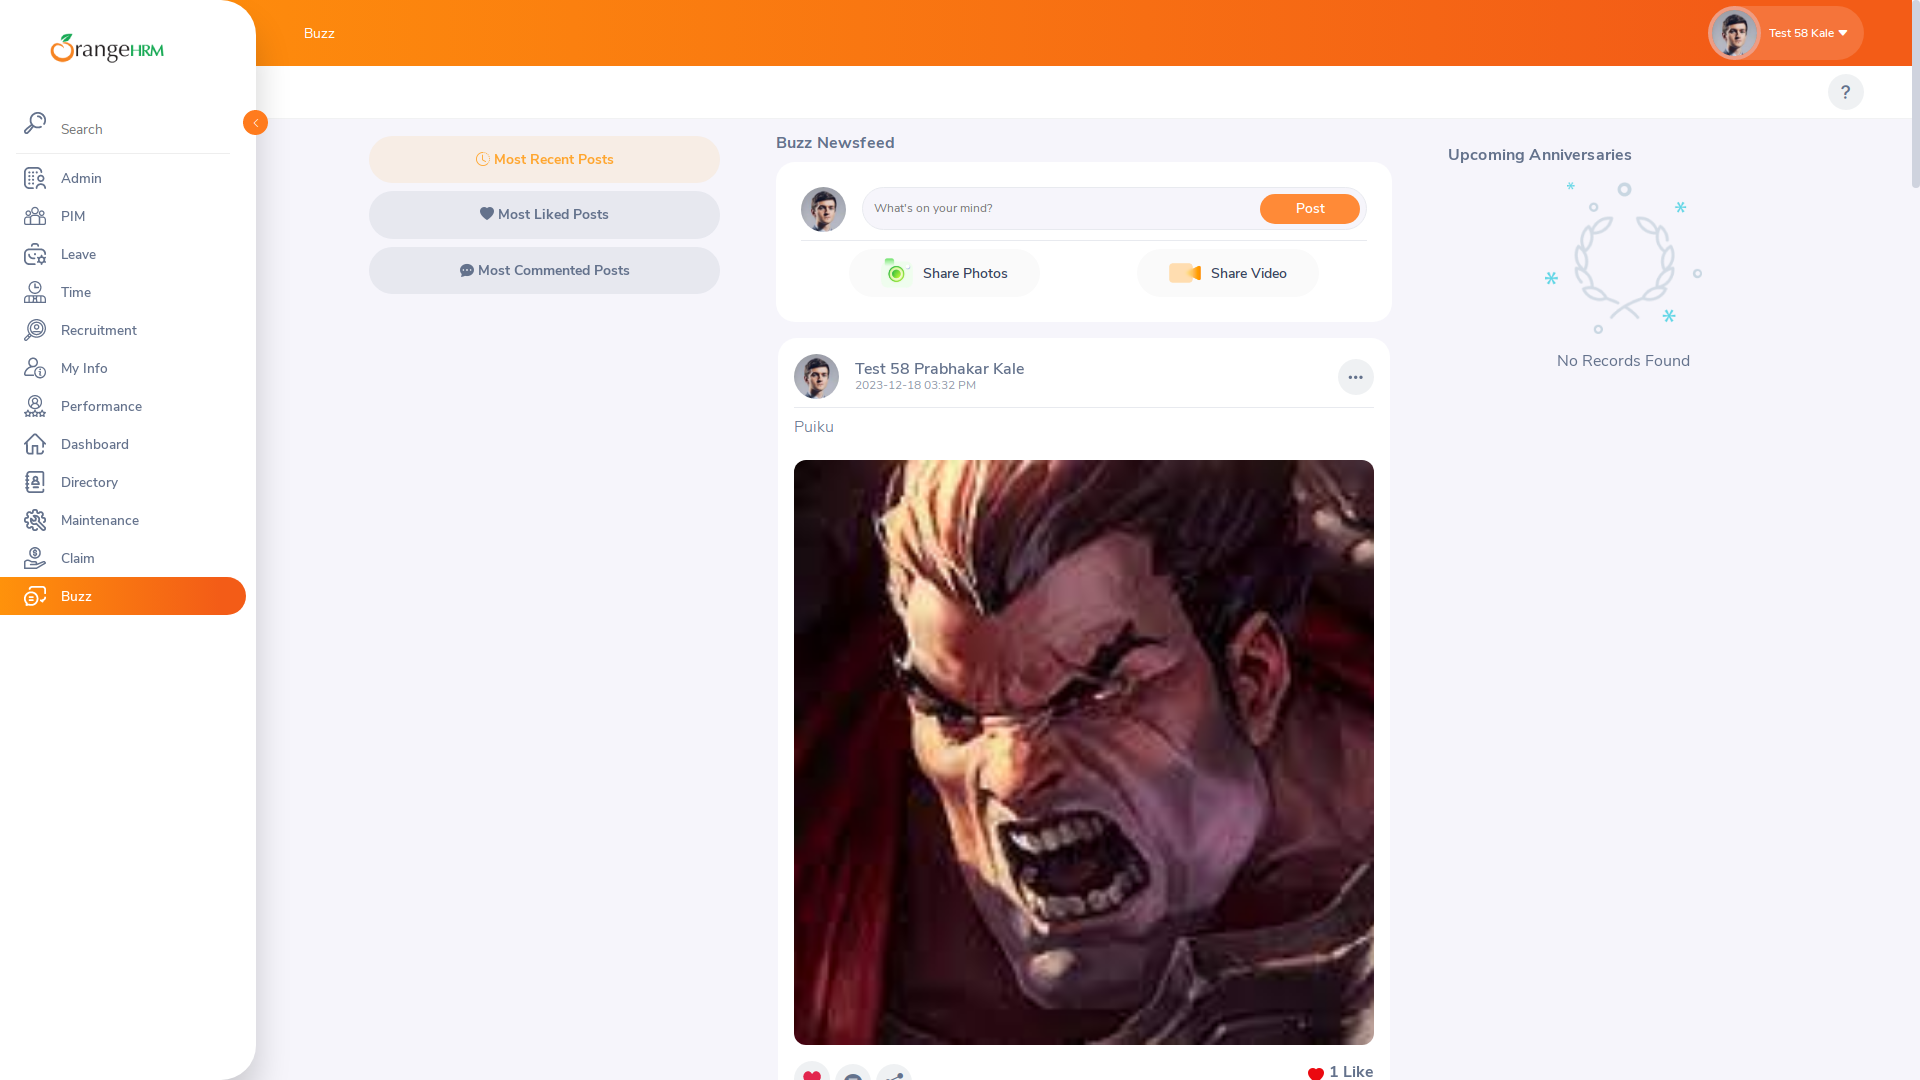 OrangeHRM
Search
Admin
PIM
Leave
Time
Recruitment
My Info
Performance
Dashboard
Directory
Maintenance
Claim
Buzz
Buzz
Test 58 Kale
?
Most Recent Posts
Most Liked Posts
Most Commented Posts
Buzz Newsfeed
What's on your mind?
Post
Share Photos
Share Video
Test 58 Prabhakar Kale
2023-12-18 03:32 PM
Puiku
1 Like
Upcoming Anniversaries
No Records Found